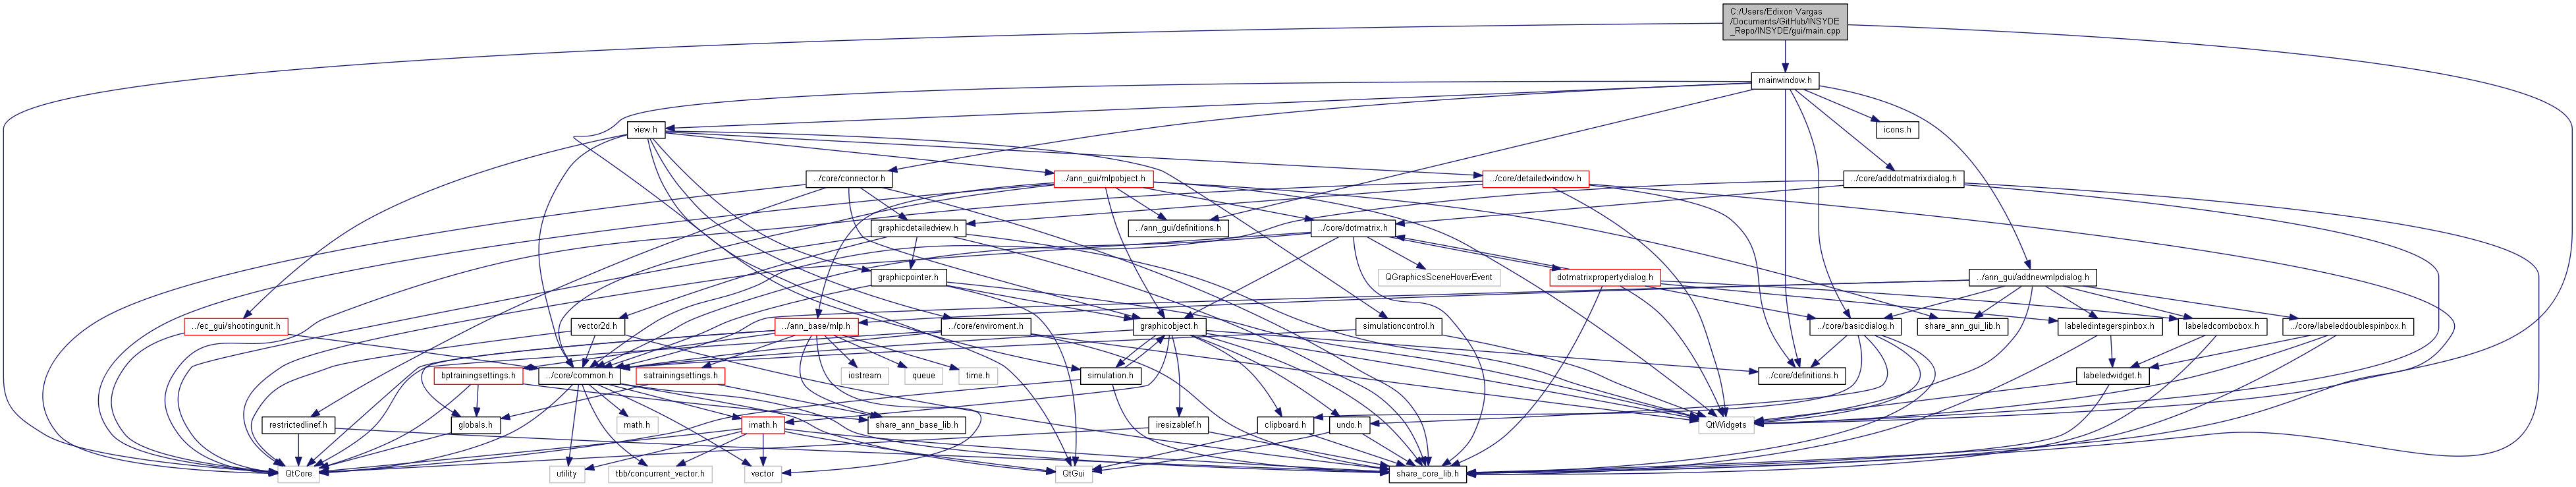 C:/Users/Edixon Vargas
/Documents/GitHub/INSYDE
_Repo/INSYDE/gui/main.cpp
mainwindow.h
view.h
icons.h
../core/connector.h
../ann_gui/mlpobject.h
../core/detailedwindow.h
../core/adddotmatrixdialog.h
graphicdetailedview.h
../ann_gui/definitions.h
../core/dotmatrix.h
graphicpointer.h
QGraphicsSceneHoverEvent
dotmatrixpropertydialog.h
../ann_gui/addnewmlpdialog.h
../ec_gui/shootingunit.h
vector2d.h
../ann_base/mlp.h
../core/enviroment.h
graphicobject.h
simulationcontrol.h
../core/basicdialog.h
share_ann_gui_lib.h
labeledintegerspinbox.h
labeledcombobox.h
../core/labeleddoublespinbox.h
bptrainingsettings.h
../core/common.h
satrainingsettings.h
iostream
queue
time.h
simulation.h
../core/definitions.h
labeledwidget.h
restrictedlinef.h
globals.h
math.h
imath.h
share_ann_base_lib.h
iresizablef.h
clipboard.h
undo.h
QtWidgets
QtCore
utility
tbb/concurrent_vector.h
vector
QtGui
share_core_lib.h